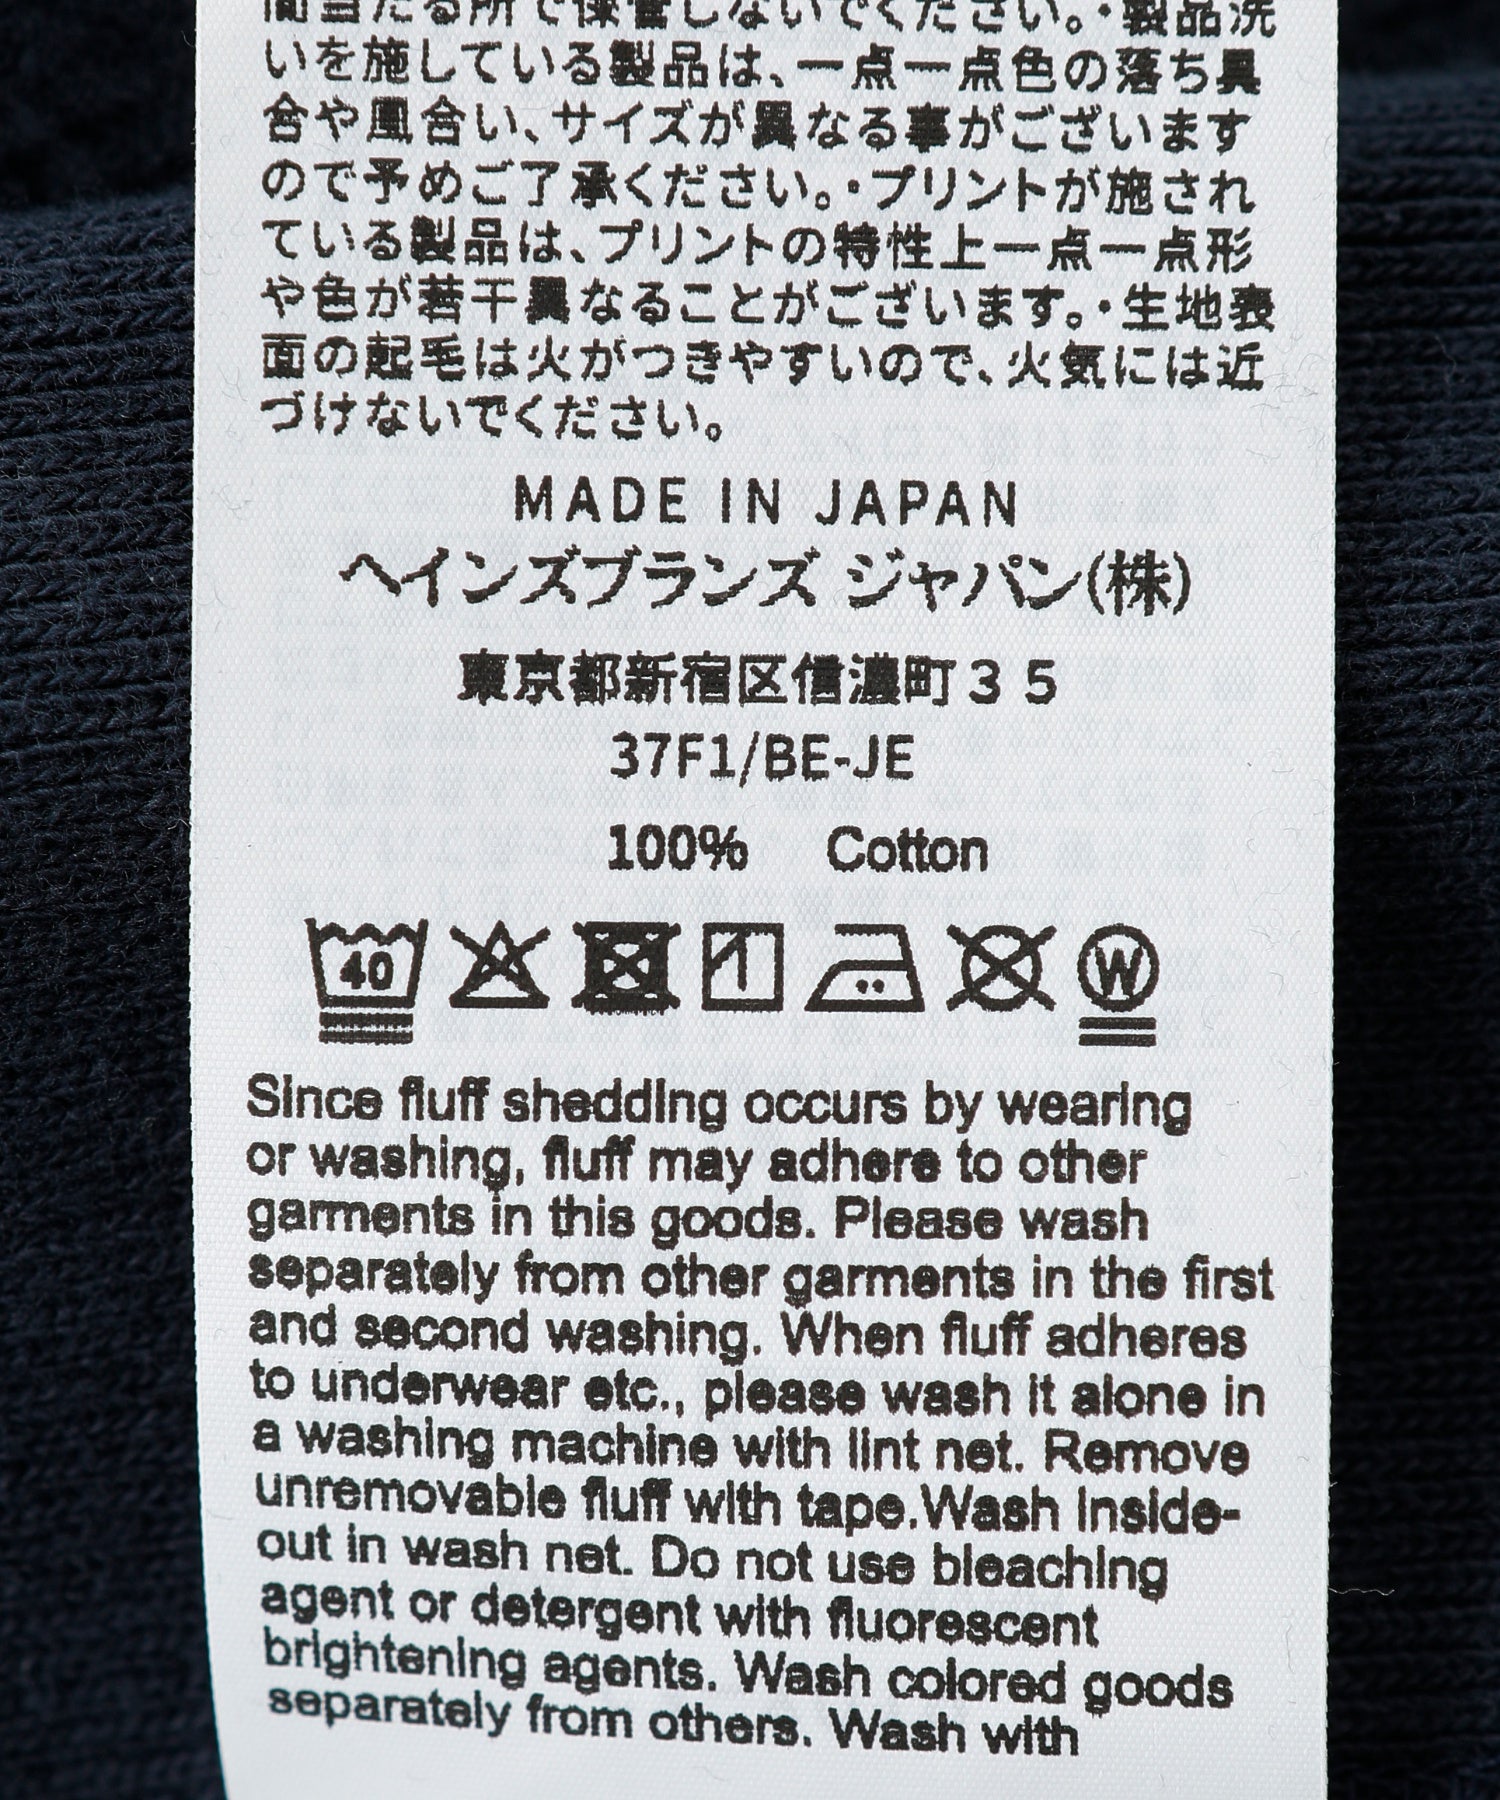 間当たる所で保管しないでください。・製品洗
いを施している製品は、一点一点色の落ち具
合や風合い、サイズが異なる事がございます
ので予めご了承ください。・プリントが施され
ている製品は、プリントの特性上一点一点形
や色が若干異なることがございます。・生地表
面の起毛は火がつきやすいので、火気には近
づけないでください。
MADE IN JAPAN
ヘインズブランズ ジャパン(株)
東京都新宿区信濃町35
37F1/BE-JE
100% Cotton
40
W
Since fluff shedding occurs by wearing
or washing, fluff may adhere to other
garments in this goods. Please wash
separately from other garments in the first
and second washing. When fluff adheres
to underwear etc., please wash it alone in
a washing machine with lint net. Remove
unremovable fluff with tape.Wash inside-
out in wash net. Do not use bleaching
agent or detergent with fluorescent
brightening agents. Wash colored goods
separately from others. Wash with